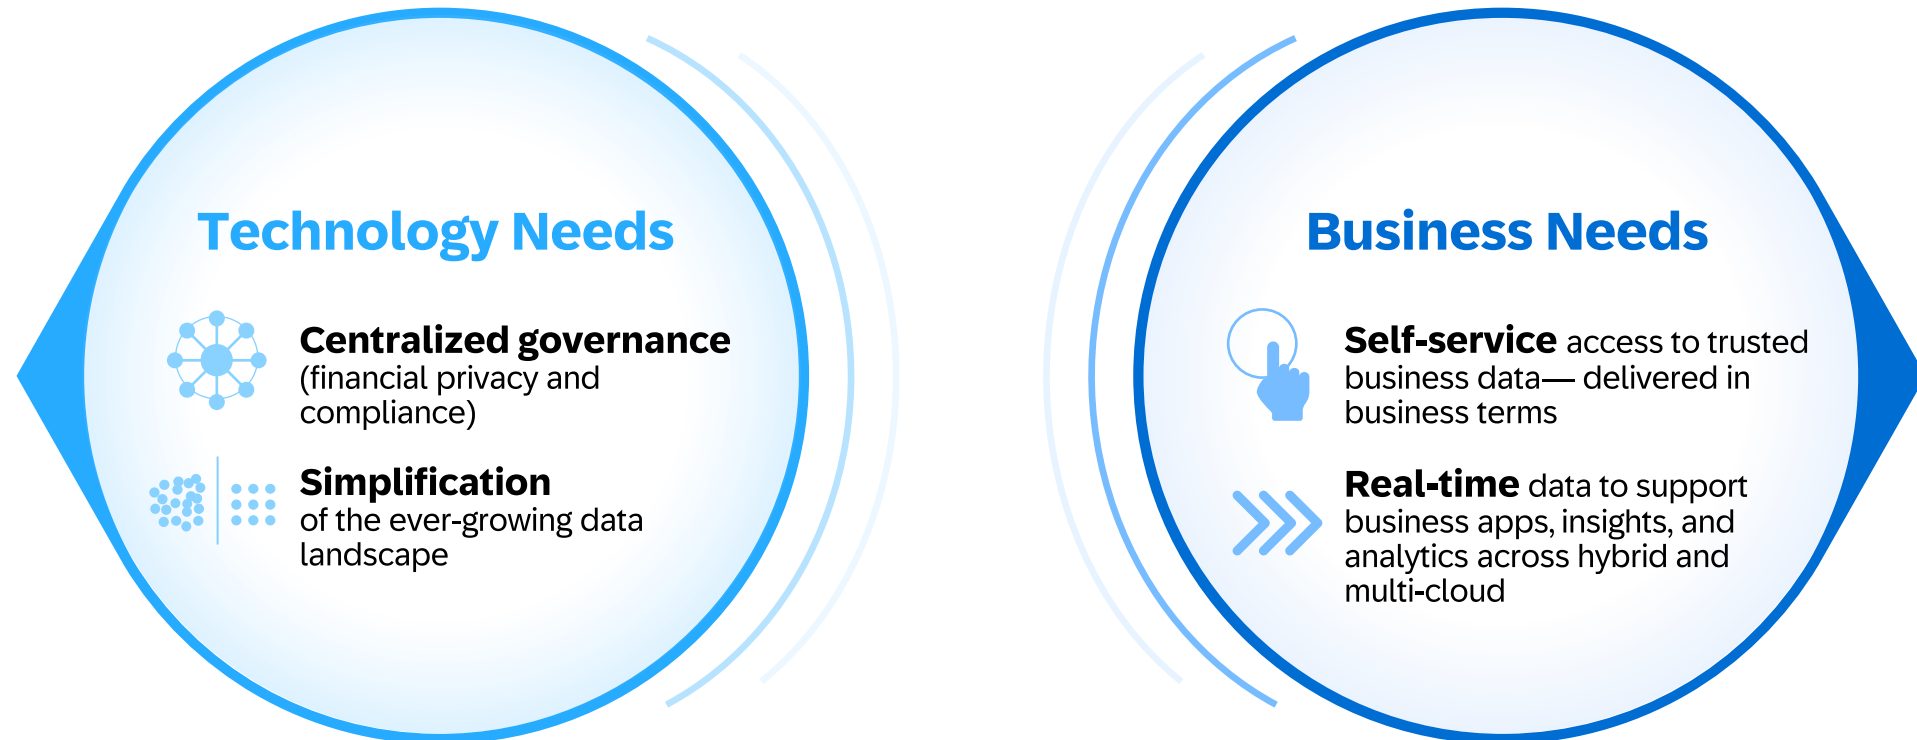 Technology Needs
Centralized governance
(financial privacy and
compliance)
Simplification
of the ever-growing data
landscape
Business Needs
Self-service access to trusted
business data— delivered in
business terms
Real-time data to support
business apps, insights, and
analytics across hybrid and
multi-cloud